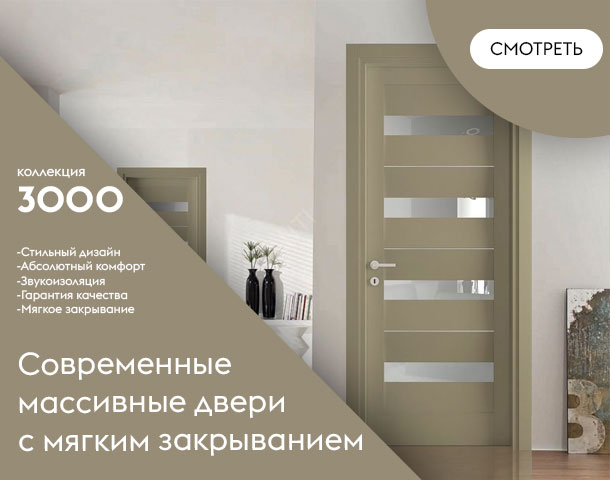 СМОТРЕТЬ
коллекция
3000
-Стильный дизайн
-Абсолютный комфорт
-Звукоизоляция
-Гарантия качества
-Мягкое закрывание
Современные
массивные двери
с мягким закрыванием
B